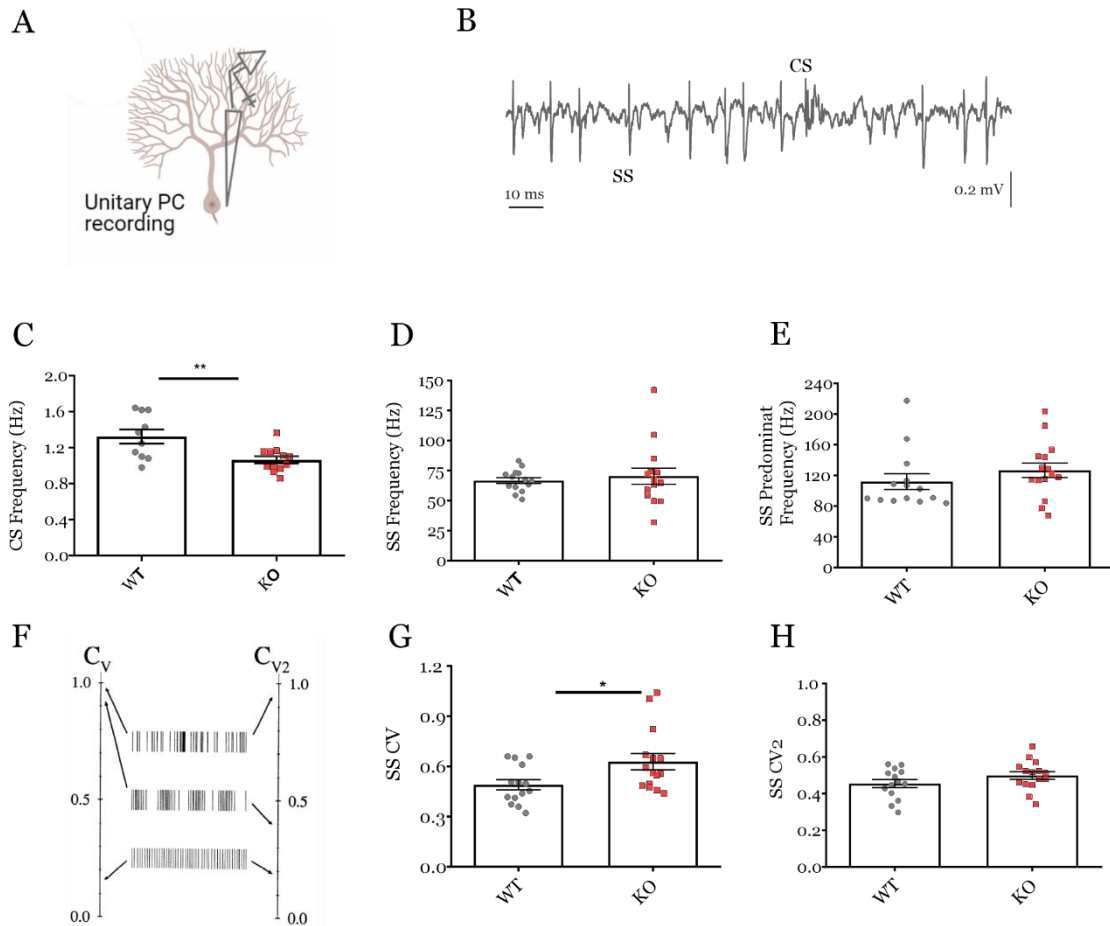 A
Unitary PC
recording
B
CS
SS
10 ms
0.2 mV
C
CS Frequency (Hz)
2.0
1.6
1.2
0.8
0.4
0.0
**
WT
KO
D
SS Frequency (Hz)
150
125
100
75
50
25
0
WT
KO
E
SS Predominat
Frequency (Hz)
240
200
160
120
80
40
0
WT
KO
F
CV
CV2
1.0
0.5
0.0
1.0
0.5
0.0
G
SS CV
1.2
0.9
0.6
0.3
0.0
*
WT
KO
H
SS CV2
1.0
0.8
0.6
0.4
0.2
0.0
WT
KO